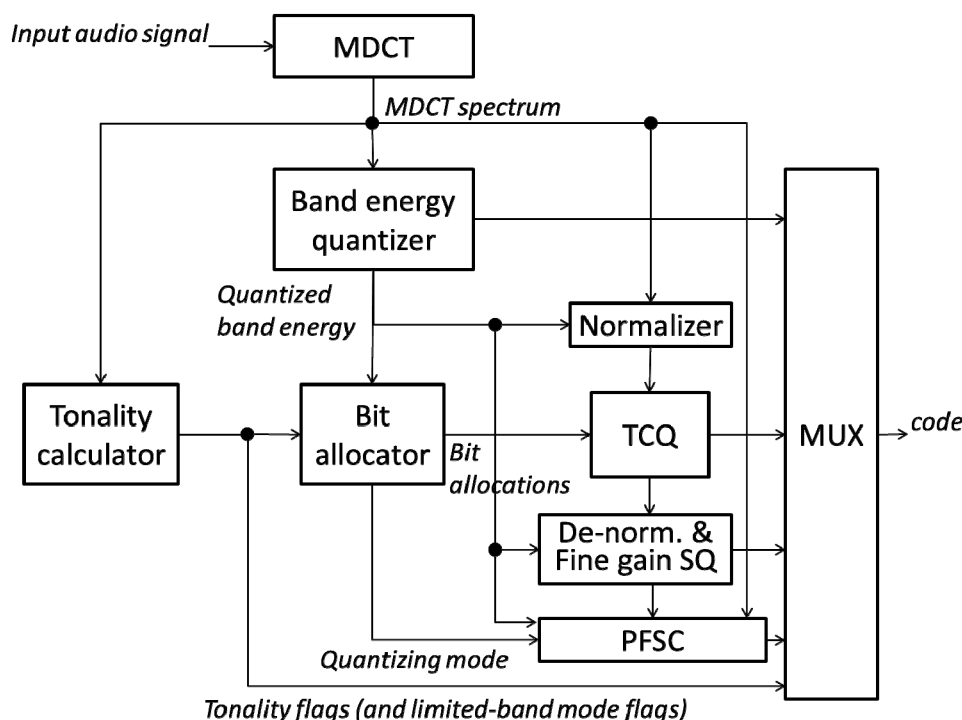 Input audio signal
MDCT
MDCT spectrum
Band energy
quantizer
Quantized
band energy
Normalizer
Tonality
calculator
Bit
allocator
Bit
allocations
TCQ
MUX
code
De-norm. &
Fine gain SQ
PFSC
Quantizing mode
Tonality flags (and limited-band mode flags)